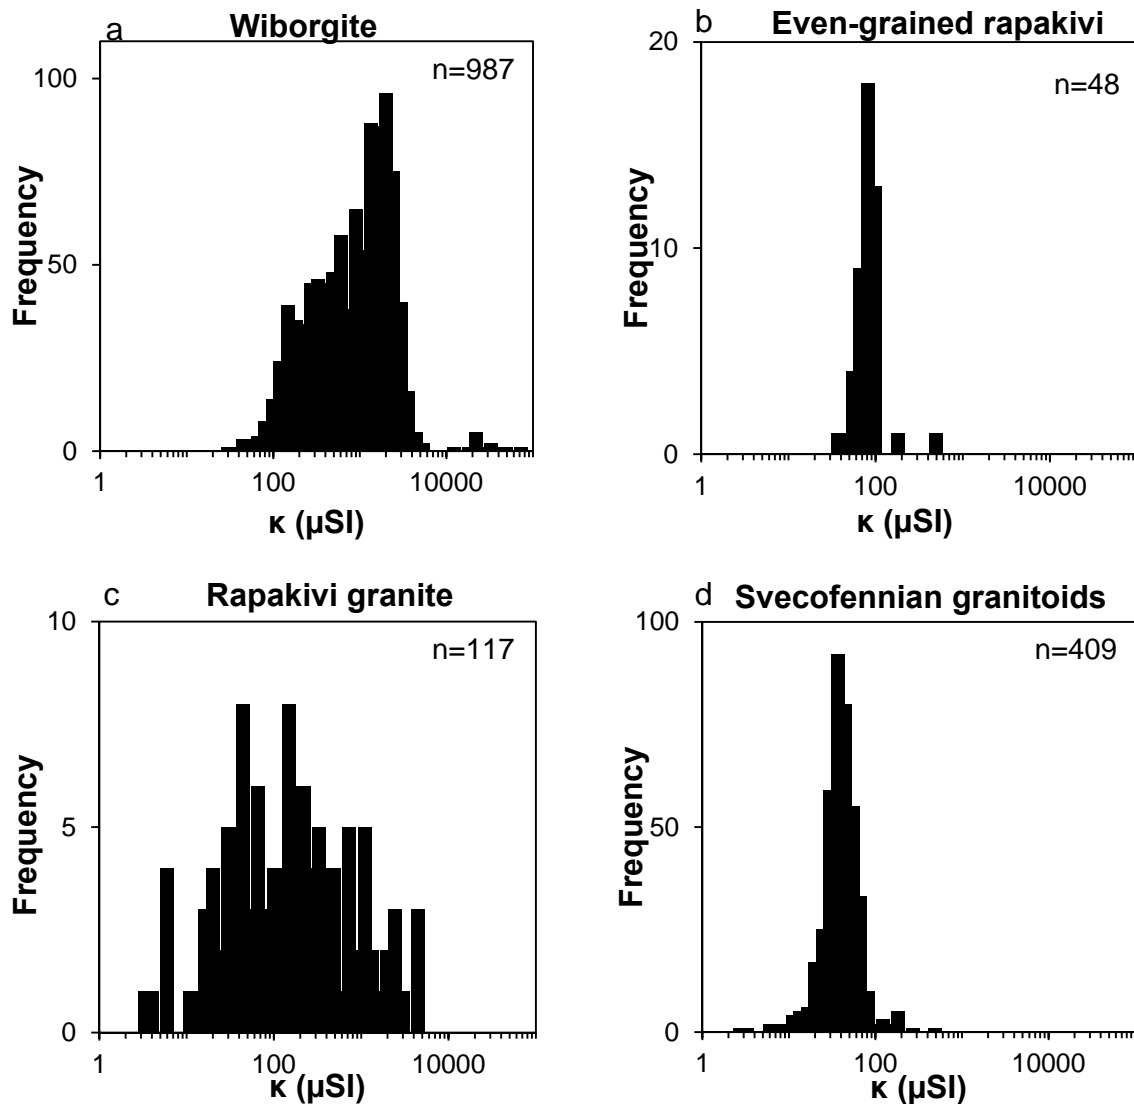 a Wiborgite
n=987
100
50
0
Frequency
1 100 10000
κ (µSI)
b Even-grained rapakivi
n=48
20
10
0
Frequency
1 100 10000
κ (µSI)
c Rapakivi granite
n=117
10
5
0
Frequency
1 100 10000
κ (µSI)
d Svecofennian granitoids
n=409
100
50
0
Frequency
1 100 10000
κ (µSI)